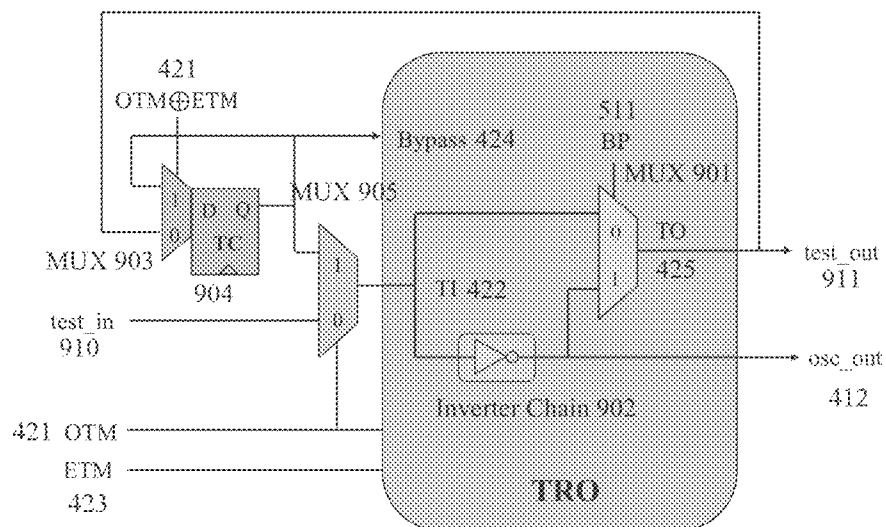 421
OTM⊕ETM
Bypass 424
511
BP
MUX 901
MUX 905
1
0
D Q
TC
MUX 903
904
1
0
0
1
TO
425
TI 422
test_in
910
test_out
911
osc_out
412
Inverter Chain 902
421 OTM
ETM
423
TRO